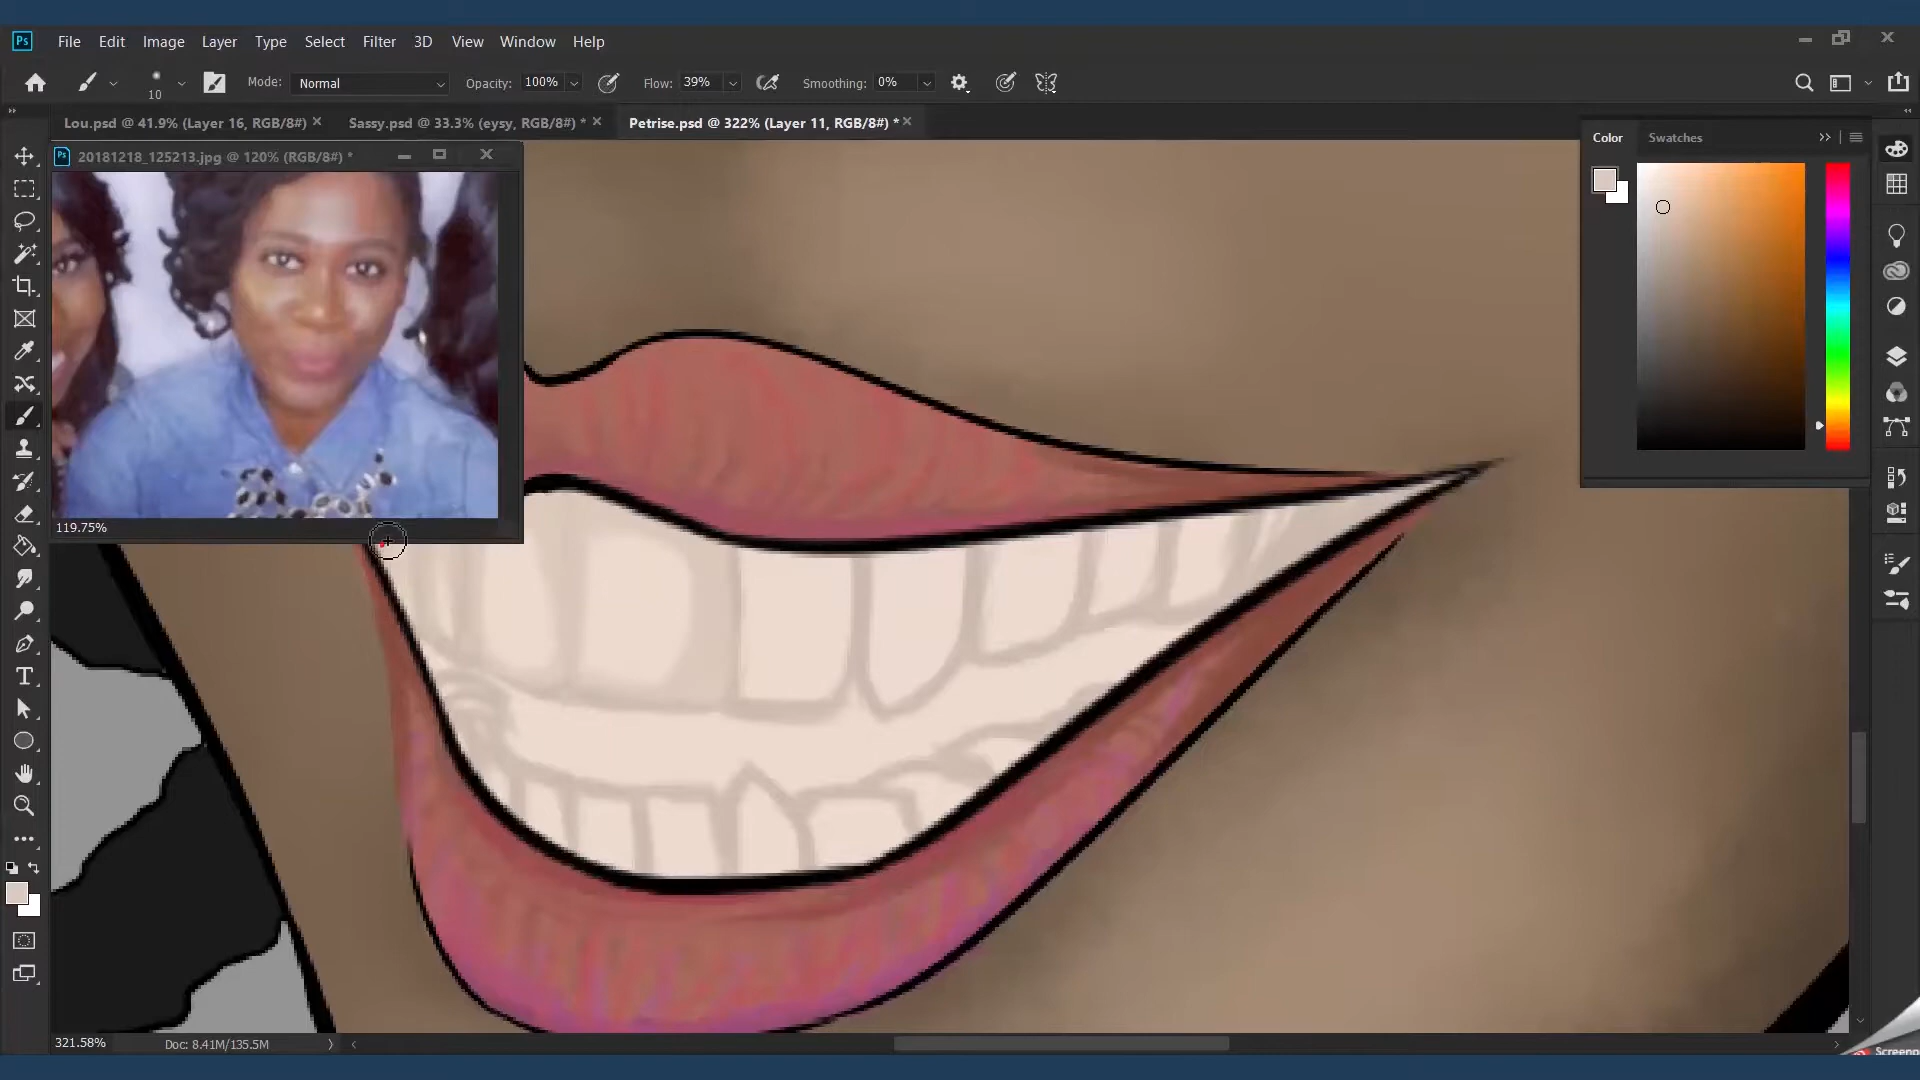 Ps File Edit Image Layer Type Select Filter 3D View Window Help
10 Mode: Normal Opacity: 100% Flow: 39% Smoothing: 0%
Lou.psd @ 41.9% (Layer 16, RGB/8#) Sassy.psd @ 33.3% (eysy, RGB/8#) * Petrise.psd @ 322% (Layer 11, RGB/8#) *
Color Swatches
Ps 20181218_125213.jpg @ 120% (RGB/8#) *
119.75%
T
321.58% Doc: 8.41M/135.5M